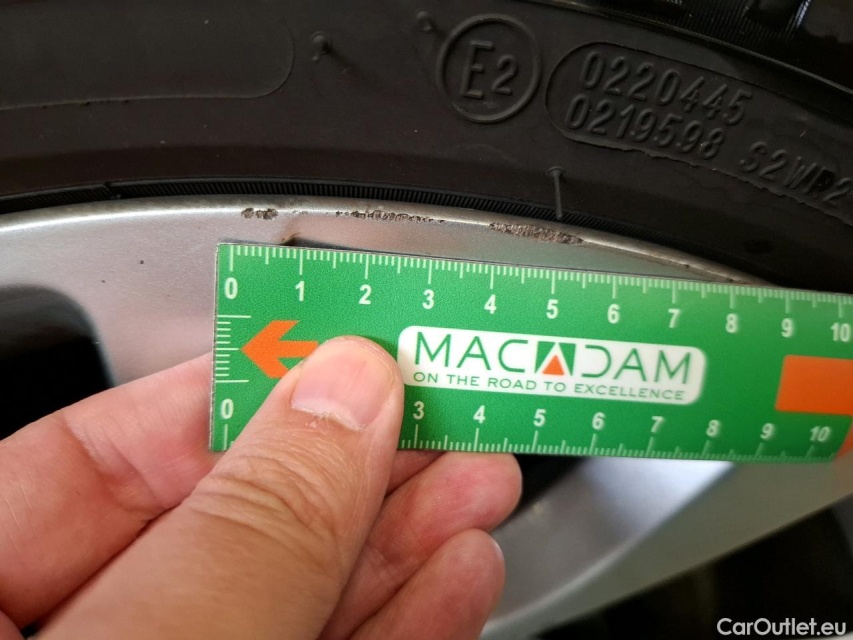 E2
0220445
0219598 S2WR2
0 1 2 3 4 5 6 7 8 9 10
MACADAM
ON THE ROAD TO EXCELLENCE
0 3 4 5 6 7 8 9 10
CarOutlet.eu